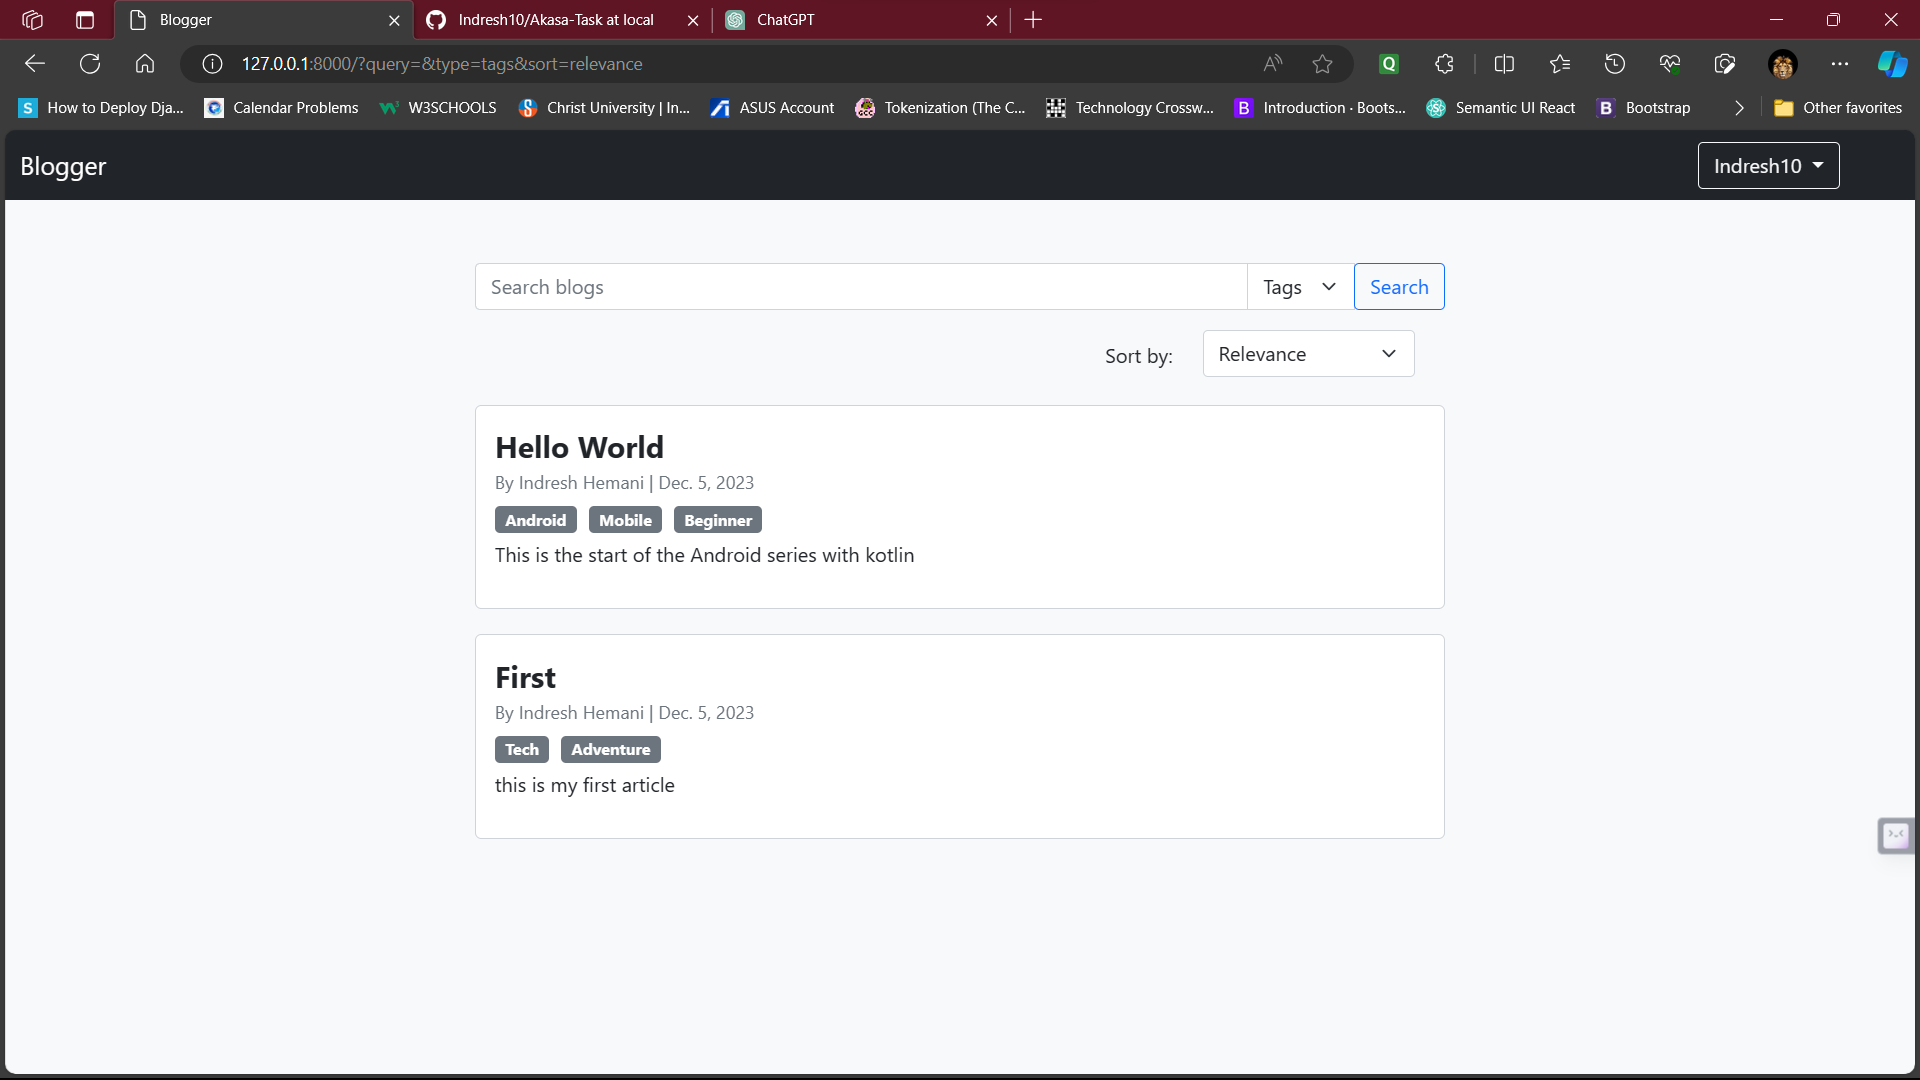 Blogger
Indresh10/Akasa-Task at local
ChatGPT
127.0.0.1:8000/?query=&type=tags&sort=relevance
How to Deploy Dja...
Calendar Problems
W3SCHOOLS
Christ University | In...
ASUS Account
Tokenization (The C...
Technology Crossw...
Introduction · Boots...
Semantic UI React
Bootstrap
Other favorites
Blogger
Indresh10
Search blogs
Tags
Search
Sort by:
Relevance
Hello World
By Indresh Hemani | Dec. 5, 2023
Android Mobile Beginner
This is the start of the Android series with kotlin
First
By Indresh Hemani | Dec. 5, 2023
Tech Adventure
this is my first article